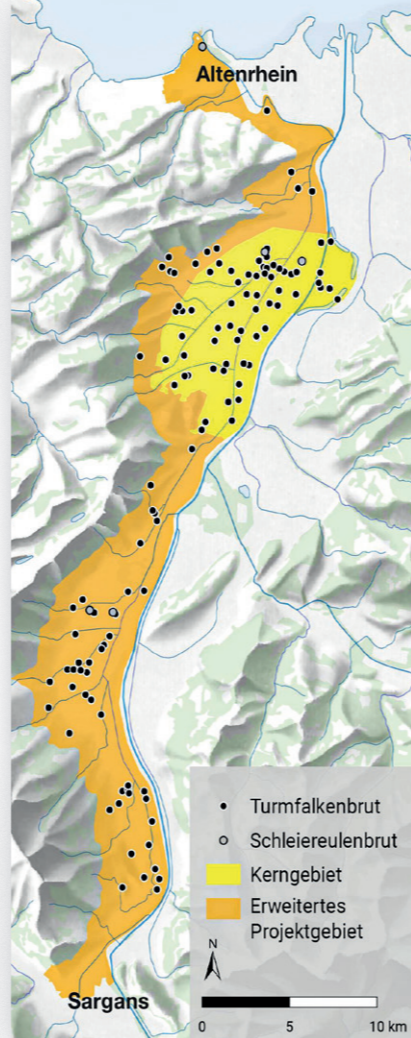 Altenrhein
Turmfalkenbrut
Schleiereulenbrut
Kerngebiet
Erweitertes
Projektgebiet
N
Sargans
0 5 10 km